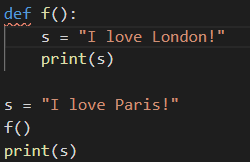 def f():
    s = "I love London!"
    print(s)

s = "I love Paris!"
f()
print(s)